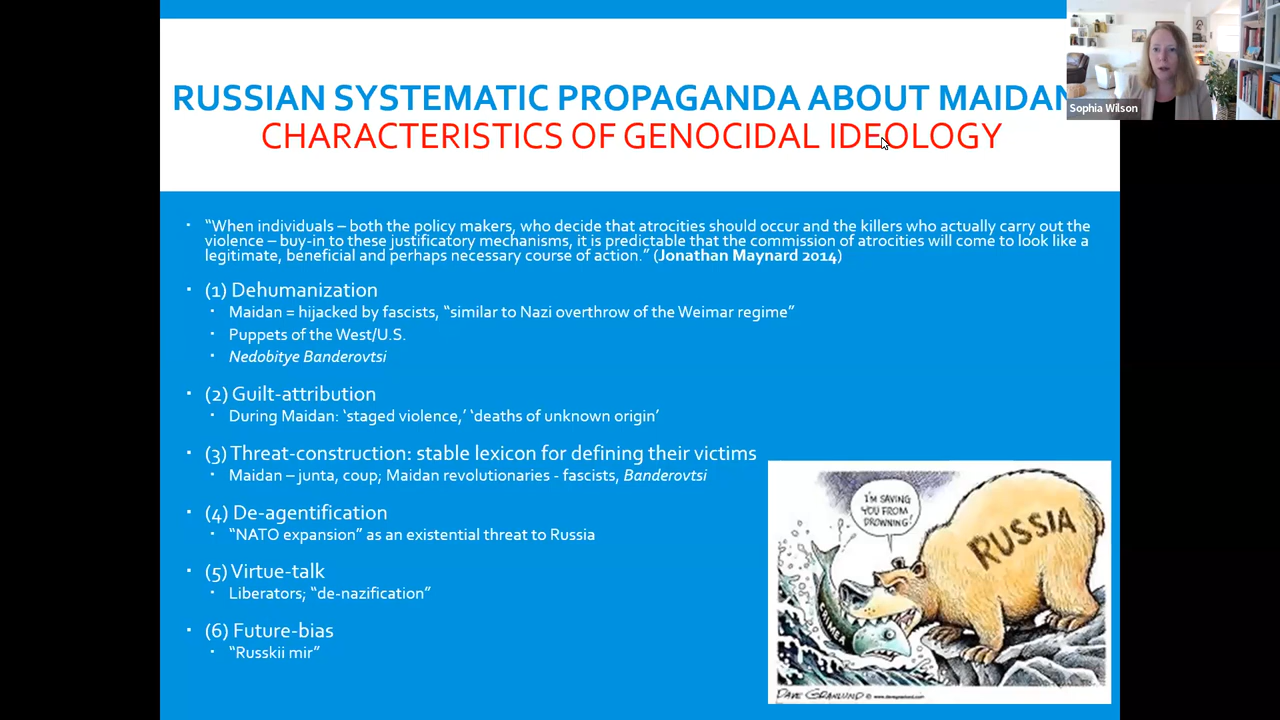 RUSSIAN SYSTEMATIC PROPAGANDA ABOUT MAIDAN
CHARACTERISTICS OF GENOCIDAL IDEOLOGY
Sophia Wilson
“When individuals – both the policy makers, who decide that atrocities should occur and the killers who actually carry out the
violence – buy-in to these justificatory mechanisms, it is predictable that the commission of atrocities will come to look like a
legitimate, beneficial and perhaps necessary course of action.” (Jonathan Maynard 2014)
(1) Dehumanization
Maidan = hijacked by fascists, “similar to Nazi overthrow of the Weimar regime”
Puppets of the West/U.S.
Nedobitye Banderovtsi
(2) Guilt-attribution
During Maidan: ‘staged violence,’ ‘deaths of unknown origin’
(3) Threat-construction: stable lexicon for defining their victims
Maidan – junta, coup; Maidan revolutionaries - fascists, Banderovtsi
(4) De-agentification
“NATO expansion” as an existential threat to Russia
(5) Virtue-talk
Liberators; “de-nazification”
(6) Future-bias
“Russkii mir”
I'M SAVING
YOU FROM
DROWNING!
RUSSIA
CRIMEA
DAVE GRANLUND © www.davegranlund.com